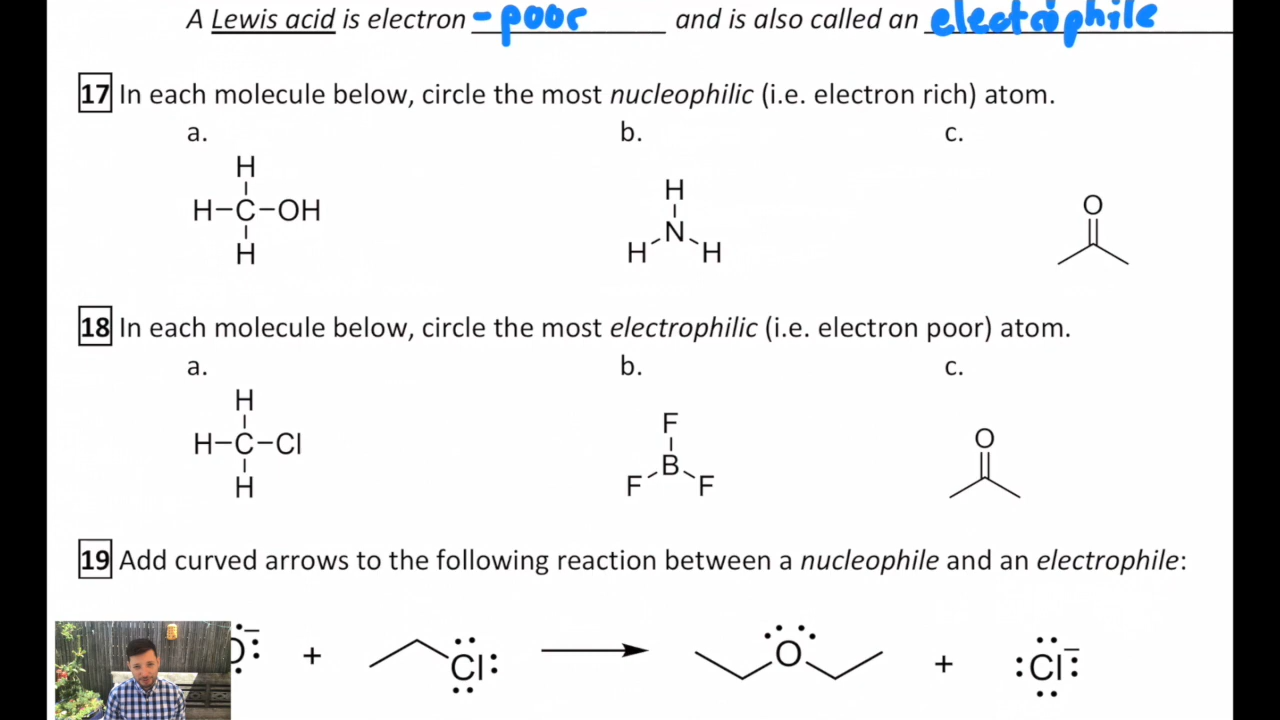 A Lewis acid is electron -poor and is also called an electrophile
17 In each molecule below, circle the most nucleophilic (i.e. electron rich) atom.
a. b. c.
H
H–C–OH
H
H
N
H H
O
18 In each molecule below, circle the most electrophilic (i.e. electron poor) atom.
a. b. c.
H
H–C–Cl
H
F
B
F F
O
19 Add curved arrows to the following reaction between a nucleophile and an electrophile:
+ Cl O + Cl–